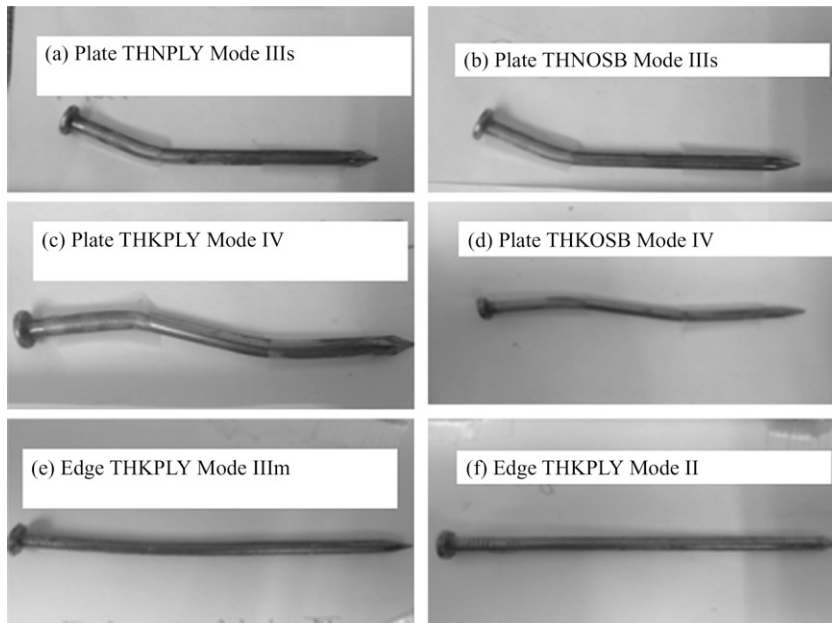 (a) Plate THNPLY Mode IIIs
(b) Plate THNOSB Mode IIIs
(c) Plate THKPLY Mode IV
(d) Plate THKOSB Mode IV
(e) Edge THKPLY Mode IIIm
(f) Edge THKPLY Mode II